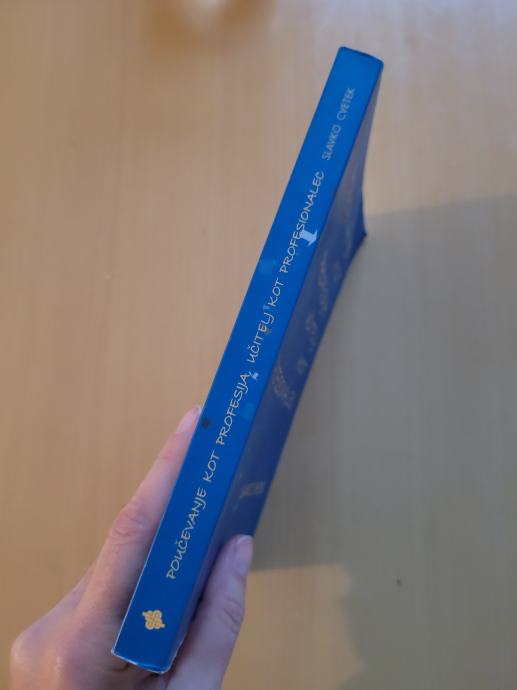 POUČEVANJE KOT PROFESIJA, UČITELJ KOT PROFESIONALEC SLAVKO CVETEK